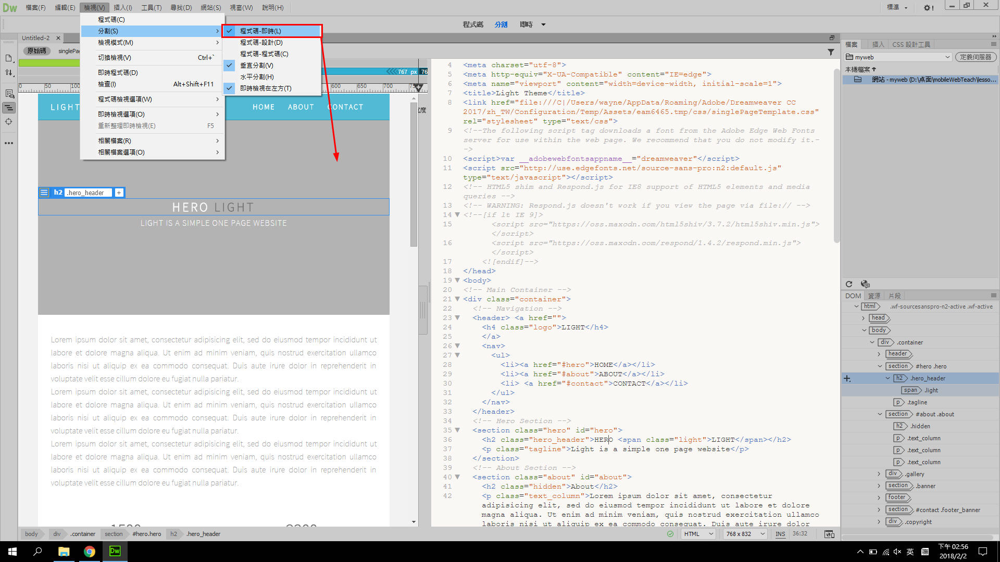 Dw 檔案(F) 編輯(E) 檢視(V) 插入(I) 工具(T) 尋找(D) 網站(S) 視窗(W) 說明(H) 標準
程式碼 分割 即時
程式碼(C)
分割(S)
檢視模式(M)
切換檢視(V) Ctrl+`
即時程式碼(D)
檢查(I) Alt+Shift+F11
程式碼檢視選項(W)
即時檢視選項(O)
重新整理即時檢視(E) F5
相關檔案(R)
相關檔案選項(O)
程式碼-即時(L)
程式碼-設計(D)
程式碼-程式碼(C)
垂直分割(V)
水平分割(H)
即時檢視在左方(T)
Untitled-2 ×
原始碼 singlePa
767 px 76
0 50 100 600 650 700 75
LIGHT HOME ABOUT CONTACT
h2 .hero_header +
HERO LIGHT
LIGHT IS A SIMPLE ONE PAGE WEBSITE
Lorem ipsum dolor sit amet, consectetur adipisicing elit, sed do eiusmod tempor incididunt ut
labore et dolore magna aliqua. Ut enim ad minim veniam, quis nostrud exercitation ullamco
laboris nisi ut aliquip ex ea commodo consequat. Duis aute irure dolor in reprehenderit in
voluptate velit esse cillum dolore eu fugiat nulla pariatur.
Lorem ipsum dolor sit amet, consectetur adipisicing elit, sed do eiusmod tempor incididunt ut
labore et dolore magna aliqua. Ut enim ad minim veniam, quis nostrud exercitation ullamco
laboris nisi ut aliquip ex ea commodo consequat. Duis aute irure dolor in reprehenderit in
voluptate velit esse cillum dolore eu fugiat nulla pariatur.
Lorem ipsum dolor sit amet, consectetur adipisicing elit, sed do eiusmod tempor incididunt ut
labore et dolore magna aliqua. Ut enim ad minim veniam, quis nostrud exercitation ullamco
laboris nisi ut aliquip ex ea commodo consequat. Duis aute irure dolor in reprehenderit in
voluptate velit esse cillum dolore eu fugiat nulla pariatur.
4 <meta charset="utf-8">
5 <meta http-equiv="X-UA-Compatible" content="IE=edge">
6 <meta name="viewport" content="width=device-width, initial-scale=1">
7 <title>Light Theme</title>
8 <link href="file:///C|/Users/wayne/AppData/Roaming/Adobe/Dreamweaver CC
2017/zh_TW/Configuration/Temp/Assets/eam6465.tmp/css/singlePageTemplate.css"
rel="stylesheet" type="text/css">
9 <!--The following script tag downloads a font from the Adobe Edge Web Fonts
server for use within the web page. We recommend that you do not modify it.-
->
10 <script>var __adobewebfontsappname__="dreamweaver"</script>
11 <script src="http://use.edgefonts.net/source-sans-pro:n2:default.js"
type="text/javascript"></script>
12 <!-- HTML5 shim and Respond.js for IE8 support of HTML5 elements and media
queries -->
13 <!-- WARNING: Respond.js doesn't work if you view the page via file:// -->
14 <!--[if lt IE 9]>
15 <script src="https://oss.maxcdn.com/html5shiv/3.7.2/html5shiv.min.js">
</script>
16 <script src="https://oss.maxcdn.com/respond/1.4.2/respond.min.js">
</script>
17 <![endif]-->
18 </head>
19 <body>
20 <!-- Main Container -->
21 <div class="container">
22 <!-- Navigation -->
23 <header> <a href="">
24 <h4 class="logo">LIGHT</h4>
25 </a>
26 <nav>
27 <ul>
28 <li><a href="#hero">HOME</a></li>
29 <li><a href="#about">ABOUT</a></li>
30 <li> <a href="#contact">CONTACT</a></li>
31 </ul>
32 </nav>
33 </header>
34 <!-- Hero Section -->
35 <section class="hero" id="hero">
36 <h2 class="hero_header">HERO <span class="light">LIGHT</span></h2>
37 <p class="tagline">Light is a simple one page website</p>
38 </section>
39 <!-- About Section -->
40 <section class="about" id="about">
41 <h2 class="hidden">About</h2>
42 <p class="text_column">Lorem ipsum dolor sit amet, consectetur
adipisicing elit, sed do eiusmod tempor incididunt ut labore et dolore
magna aliqua. Ut enim ad minim veniam, quis nostrud exercitation ullamco
laboris nisi ut aliquip ex ea commodo consequat. Duis aute irure dolor
檔案 插入 CSS 設計工具
myweb 定義伺服器
本機檔案
網站 - myweb (D:\桌面\mobileWebTeach\lesso...
DOM 資源 片段
html .wf-sourcesanspro-n2-active .wf-active
head
body
div .container
header
section #hero .hero
h2 .hero_header
span .light
p .tagline
section #about .about
h2 .hidden
p .text_column
p .text_column
p .text_column
div .gallery
section .banner
footer
section #contact .footer_banner
div .copyright
body div .container section #hero.hero h2 .hero_header HTML 768 x 832 INS 36:32
Dw 英 下午 02:56
2018/2/2